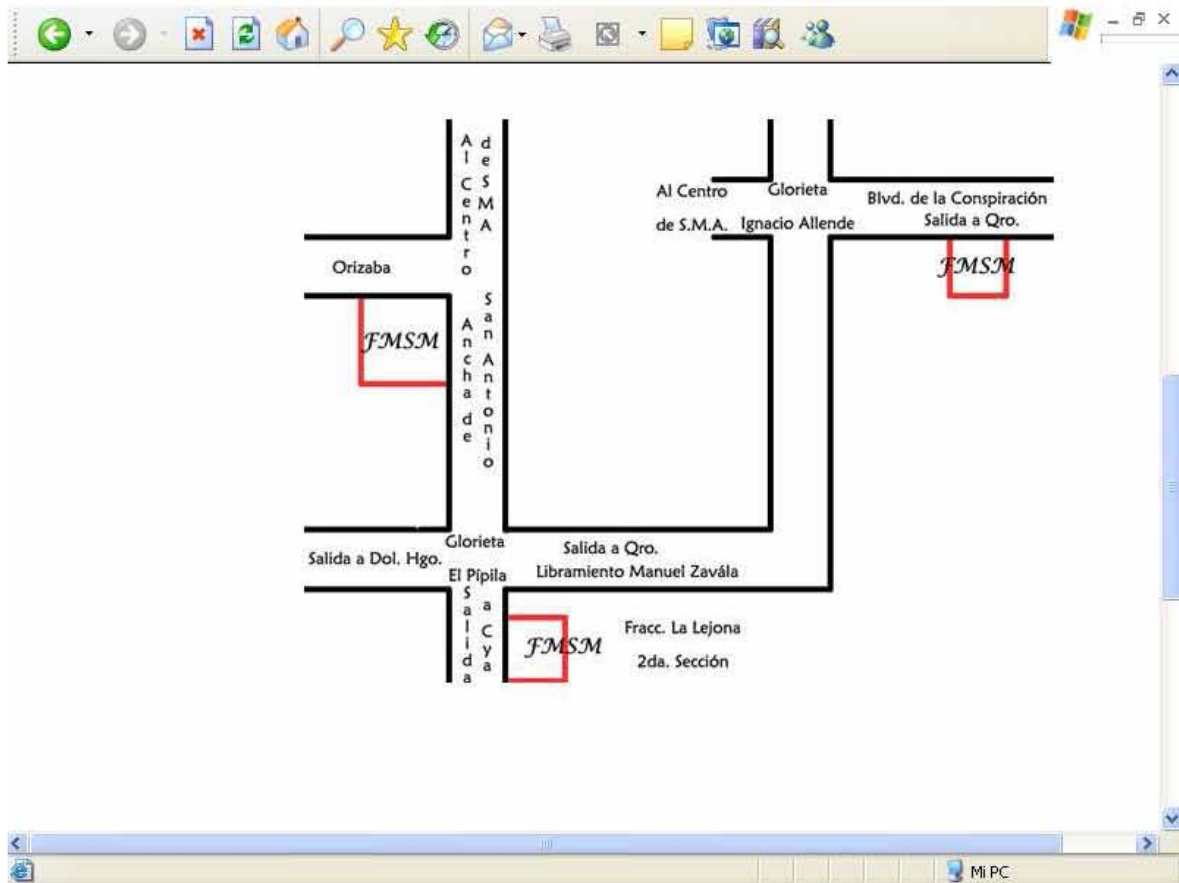 Al Centro
de SMA
Al Centro
Glorieta
Blvd. de la Conspiración
de S.M.A.
Ignacio Allende
Salida a Qro.
FMSM
Orizaba
Ancha de
San Antonio
FMSM
Glorieta
Salida a Qro.
Salida a Dol. Hgo.
El Pípila
Libramiento Manuel Zavála
Salida
a Cya
FMSM
Fracc. La Lejona
2da. Sección
Mi PC